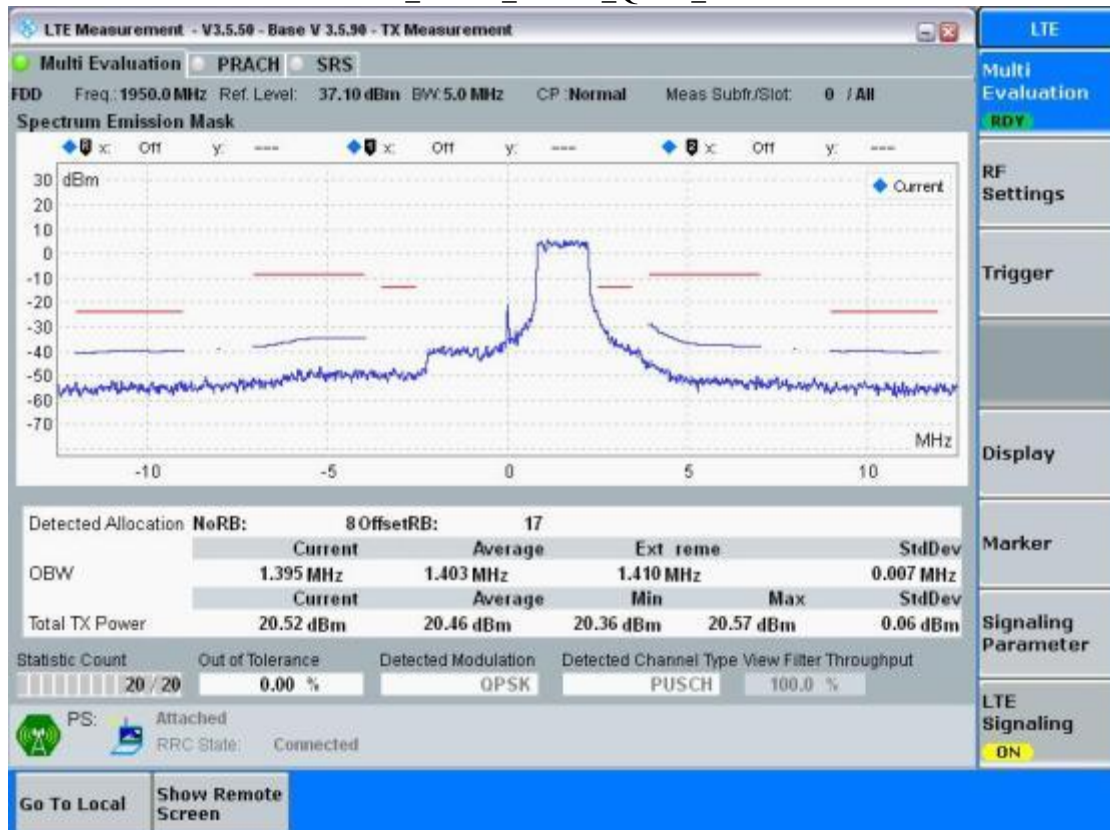 LTE Measurement - V3.5.50 - Base V 3.5.90 - TX Measurement
LTE
Multi Evaluation PRACH SRS
Multi
Evaluation
RDY
FDD Freq.: 1950.0 MHz Ref. Level: 37.10 dBm BW: 5.0 MHz CP :Normal Meas Subfr./Slot: 0 / All
Spectrum Emission Mask
x: Off y: --- x: Off y: --- x: Off y: ---
30 dBm
Current
20
10
0
-10
-20
-30
-40
-50
-60
-70
MHz
-10 -5 0 5 10
RF
Settings
Trigger
Display
Marker
Signaling
Parameter
LTE
Signaling
ON
Detected Allocation NoRB: 8 OffsetRB: 17
Current Average Ext reme StdDev
OBW 1.395 MHz 1.403 MHz 1.410 MHz 0.007 MHz
Current Average Min Max StdDev
Total TX Power 20.52 dBm 20.46 dBm 20.36 dBm 20.57 dBm 0.06 dBm
Statistic Count Out of Tolerance Detected Modulation Detected Channel Type View Filter Throughput
20 / 20 0.00 % QPSK PUSCH 100.0 %
PS: Attached
RRC State: Connected
Go To Local
Show Remote
Screen